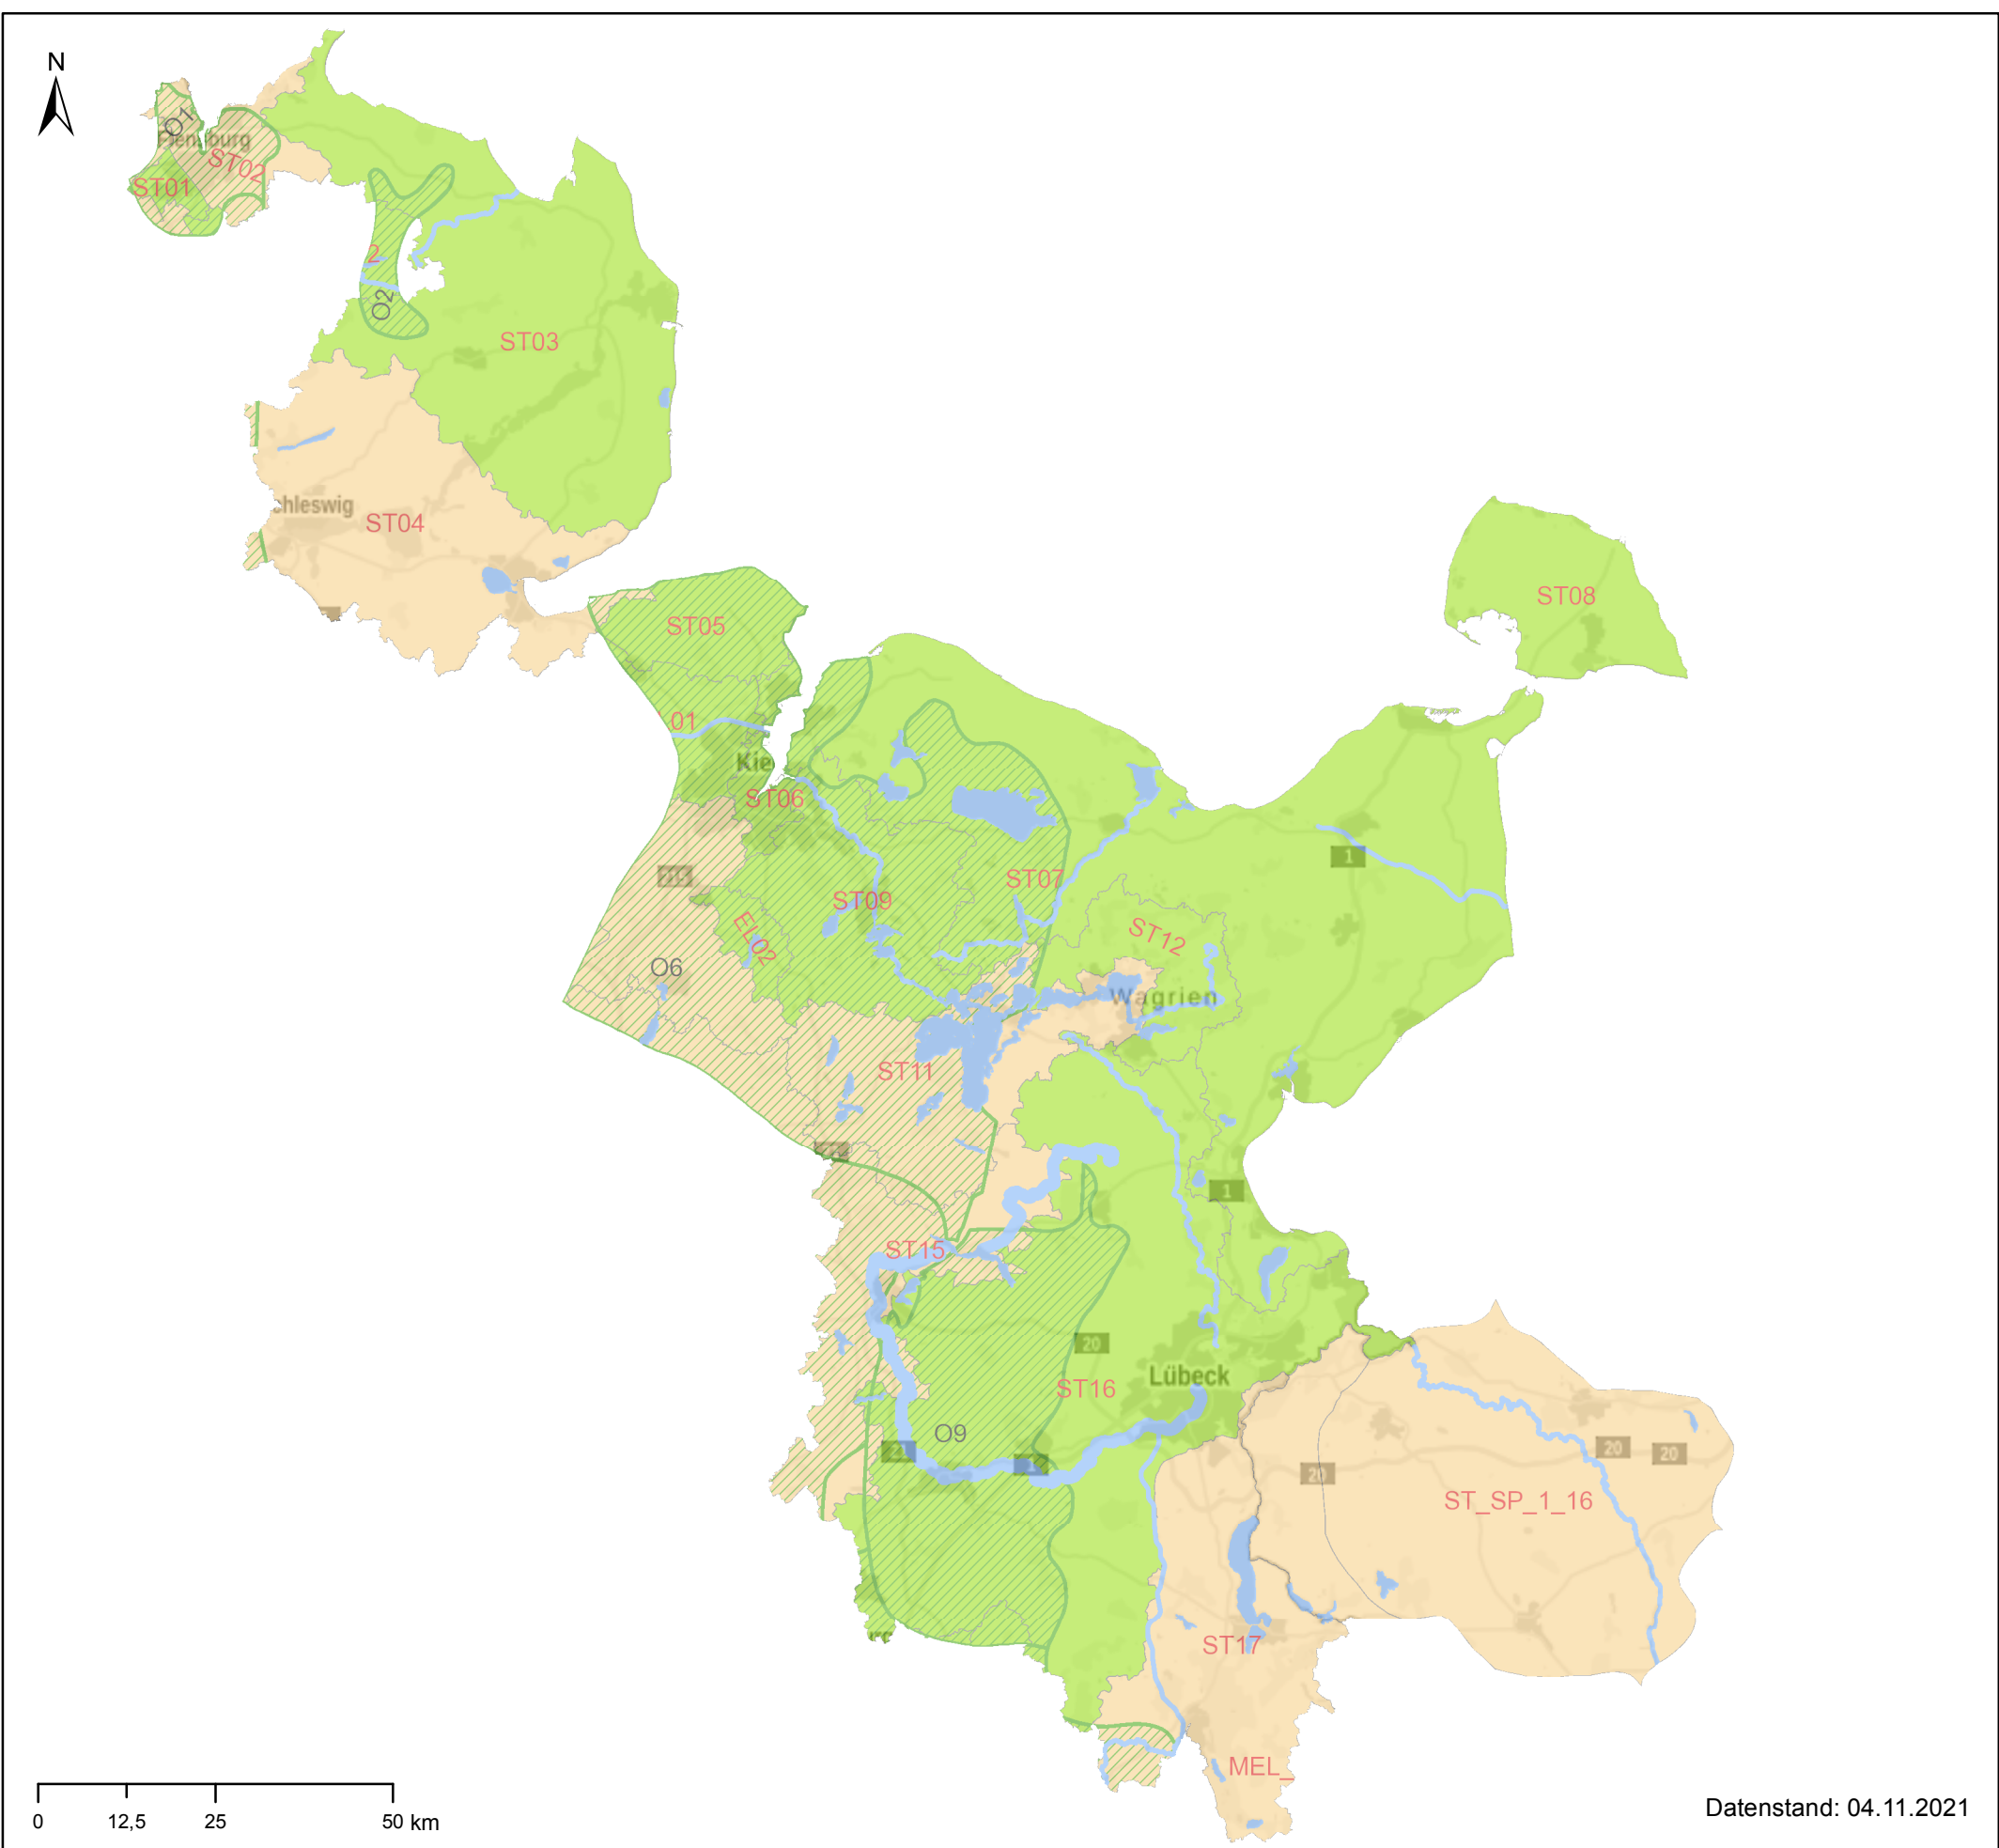 N
O1
Flensburg
ST02
ST01
2
O2
ST03
chleswig
ST04
ST08
ST05
01
Kie
ST06
1
ST07
ST09
ST12
EL02
O6
Wagrien
ST11
1
ST15
20
Lübeck
ST16
O9
21
1
20
20
20
ST_SP_1_16
ST17
MEL_
0 12,5 25 50 km
Datenstand: 04.11.2021